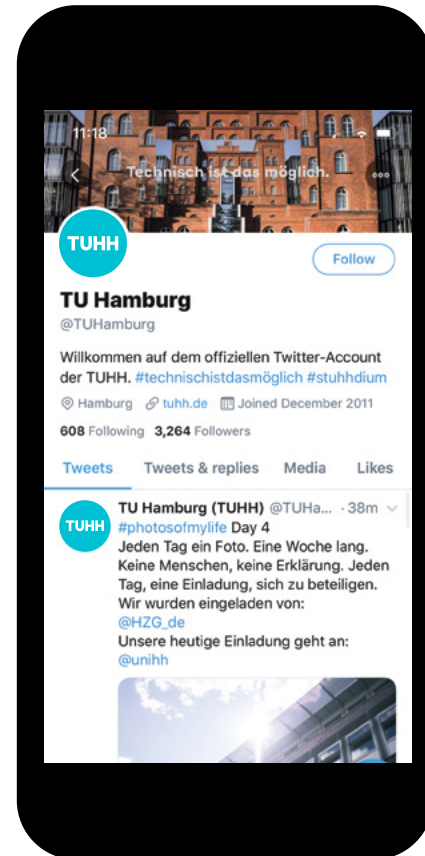 11:18
Technisch ist das möglich.
TUHH
Follow
TU Hamburg
@TUHamburg
Willkommen auf dem offiziellen Twitter-Account
der TUHH. #technischistdasmöglich #stuhhdium
Hamburg tuhh.de Joined December 2011
608 Following 3,264 Followers
Tweets Tweets & replies Media Likes
TU Hamburg (TUHH) @TUHa... · 38m
TUHH
#photosofmylife Day 4
Jeden Tag ein Foto. Eine Woche lang.
Keine Menschen, keine Erklärung. Jeden
Tag, eine Einladung, sich zu beteiligen.
Wir wurden eingeladen von:
@HZG_de
Unsere heutige Einladung geht an:
@unihh